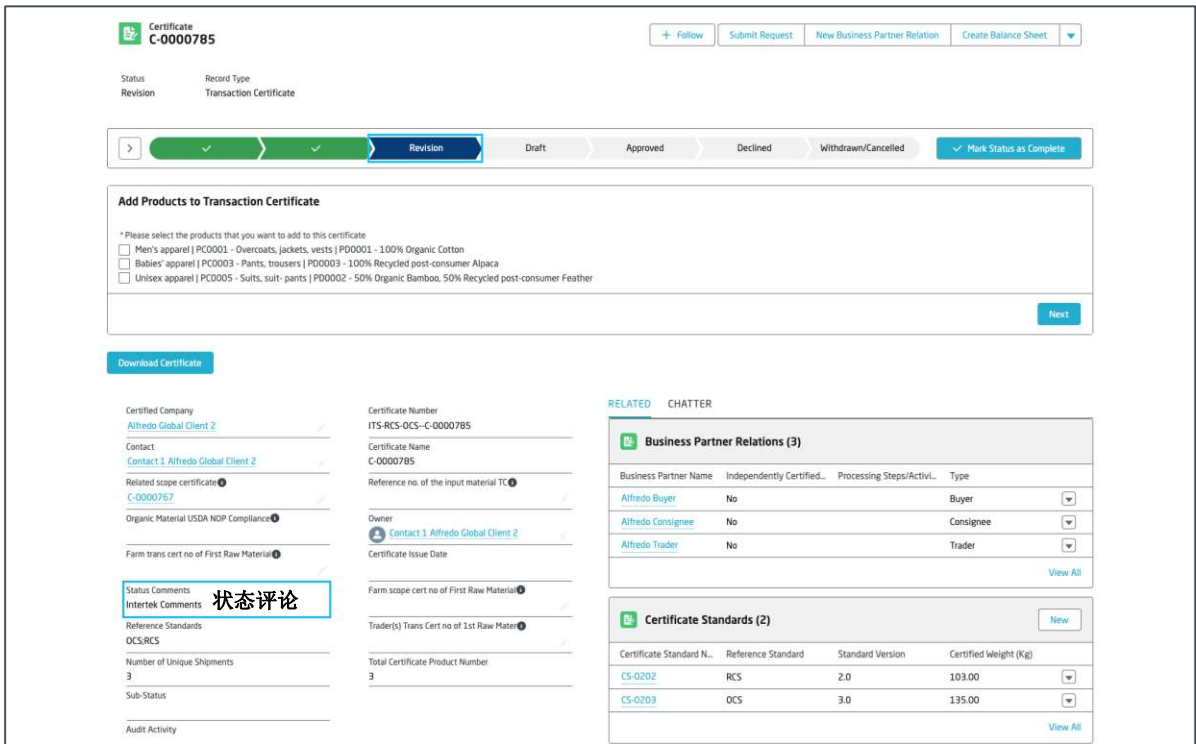 Certificate
C-0000785
+ Follow
Submit Request
New Business Partner Relation
Create Balance Sheet
Status
Record Type
Revision
Transaction Certificate
Revision
Draft
Approved
Declined
Withdrawn/Cancelled
Mark Status as Complete
Add Products to Transaction Certificate
*Please select the products that you want to add to this certificate
Men's apparel | PC0001 - Overcoats, jackets, vests | PD0001 - 100% Organic Cotton
Babies' apparel | PC0003 - Pants, trousers | PD0003 - 100% Recycled post-consumer Alpaca
Unisex apparel | PC0005 - Suits, suit- pants | PD0002 - 50% Organic Bamboo, 50% Recycled post-consumer Feather
Next
Download Certificate
Certified Company
Alfredo Global Client 2
Contact
Contact 1 Alfredo Global Client 2
Related scope certificate
C-0000767
Organic Material USDA NOP Compliance
Farm trans cert no of First Raw Material
Status Comments
Intertek Comments 状态评论
Reference Standards
OCS;RCS
Number of Unique Shipments
3
Sub-Status
Audit Activity
Certificate Number
ITS-RCS-OCS--C-0000785
Certificate Name
C-0000785
Reference no. of the input material TC
Owner
Contact 1 Alfredo Global Client 2
Certificate Issue Date
Farm scope cert no of First Raw Material
Trader(s) Trans Cert no of 1st Raw Mater
Total Certificate Product Number
3
RELATED CHATTER
Business Partner Relations (3)
Business Partner Name Independently Certified... Processing Steps/Activi... Type
Alfredo Buyer No Buyer
Alfredo Consignee No Consignee
Alfredo Trader No Trader
View All
Certificate Standards (2)
New
Certificate Standard N... Reference Standard Standard Version Certified Weight (Kg)
CS-0202 RCS 2.0 103.00
CS-0203 OCS 3.0 135.00
View All